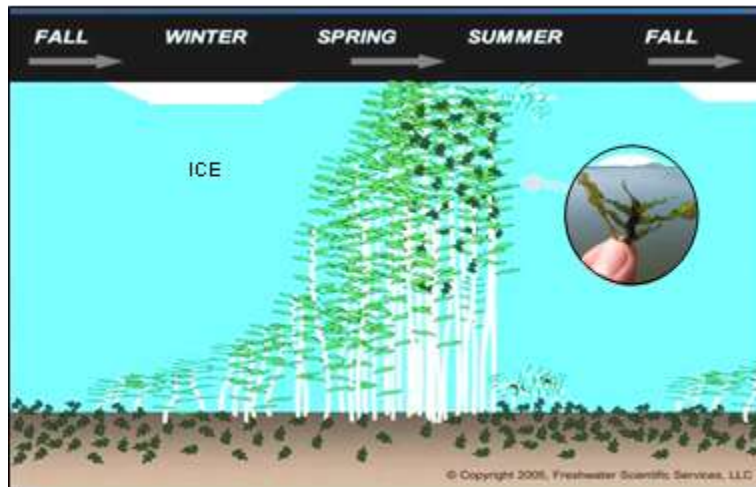 FALL WINTER SPRING SUMMER FALL
ICE
© Copyright 2005, Freshwater Scientific Services, LLC